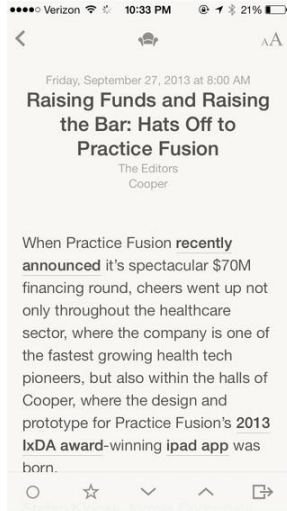 Verizon 10:33 PM 21%
AA
Friday, September 27, 2013 at 8:00 AM
Raising Funds and Raising
the Bar: Hats Off to
Practice Fusion
The Editors
Cooper
When Practice Fusion recently
announced it's spectacular $70M
financing round, cheers went up not
only throughout the healthcare
sector, where the company is one of
the fastest growing health tech
pioneers, but also within the halls of
Cooper, where the design and
prototype for Practice Fusion's 2013
IxDA award-winning ipad app was
born.